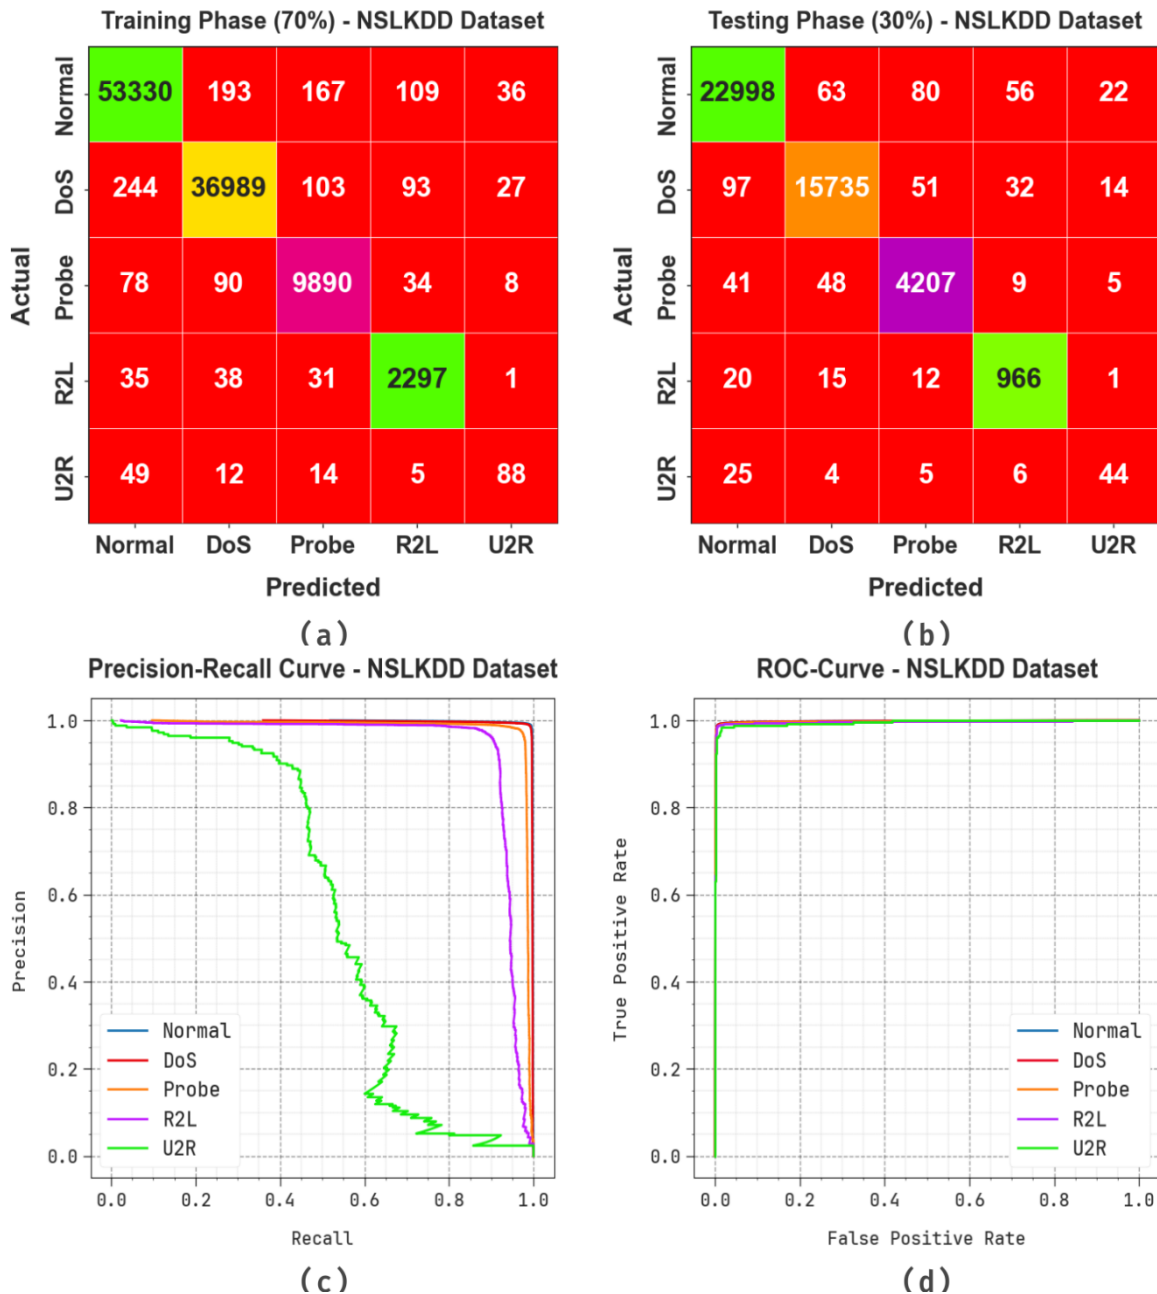 Training Phase (70%) - NSLKDD Dataset
Actual
Normal 53330 193 167 109 36
DoS 244 36989 103 93 27
Probe 78 90 9890 34 8
R2L 35 38 31 2297 1
U2R 49 12 14 5 88
Normal DoS Probe R2L U2R
Predicted
(a)
Testing Phase (30%) - NSLKDD Dataset
Actual
Normal 22998 63 80 56 22
DoS 97 15735 51 32 14
Probe 41 48 4207 9 5
R2L 20 15 12 966 1
U2R 25 4 5 6 44
Normal DoS Probe R2L U2R
Predicted
(b)
Precision-Recall Curve - NSLKDD Dataset
Precision
1.0
0.8
0.6
0.4
0.2
0.0
Normal
DoS
Probe
R2L
U2R
0.0 0.2 0.4 0.6 0.8 1.0
Recall
(c)
ROC-Curve - NSLKDD Dataset
True Positive Rate
1.0
0.8
0.6
0.4
0.2
0.0
Normal
DoS
Probe
R2L
U2R
0.0 0.2 0.4 0.6 0.8 1.0
False Positive Rate
(d)